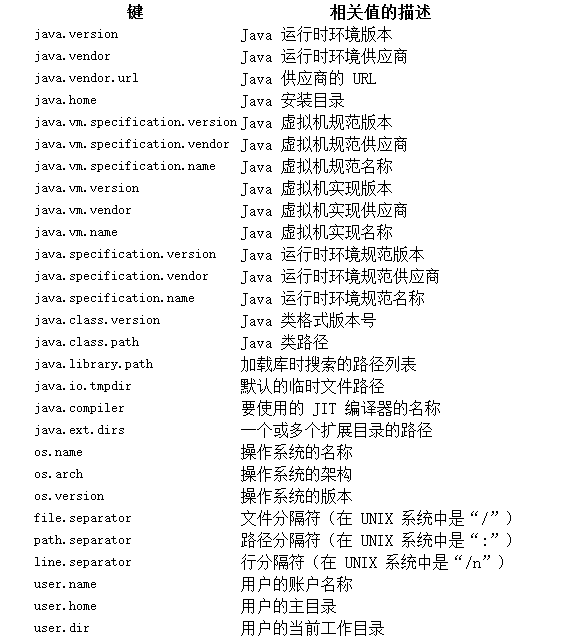 键 相关值的描述
java.version Java 运行时环境版本
java.vendor Java 运行时环境供应商
java.vendor.url Java 供应商的 URL
java.home Java 安装目录
java.vm.specification.version Java 虚拟机规范版本
java.vm.specification.vendor Java 虚拟机规范供应商
java.vm.specification.name Java 虚拟机规范名称
java.vm.version Java 虚拟机实现版本
java.vm.vendor Java 虚拟机实现供应商
java.vm.name Java 虚拟机实现名称
java.specification.version Java 运行时环境规范版本
java.specification.vendor Java 运行时环境规范供应商
java.specification.name Java 运行时环境规范名称
java.class.version Java 类格式版本号
java.class.path Java 类路径
java.library.path 加载库时搜索的路径列表
java.io.tmpdir 默认的临时文件路径
java.compiler 要使用的 JIT 编译器的名称
java.ext.dirs 一个或多个扩展目录的路径
os.name 操作系统的名称
os.arch 操作系统的架构
os.version 操作系统的版本
file.separator 文件分隔符（在 UNIX 系统中是“/”）
path.separator 路径分隔符（在 UNIX 系统中是“:”）
line.separator 行分隔符（在 UNIX 系统中是“/n”）
user.name 用户的账户名称
user.home 用户的主目录
user.dir 用户的当前工作目录